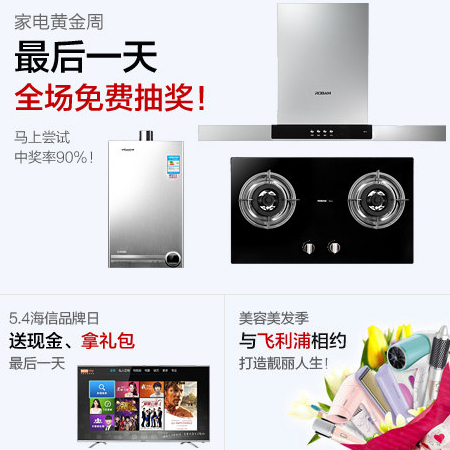 家电黄金周
最后一天
全场免费抽奖！
马上尝试
中奖率90%！
ROBAM
5.4海信品牌日
送现金、拿礼包
最后一天
美容美发季
与飞利浦相约
打造靓丽人生！